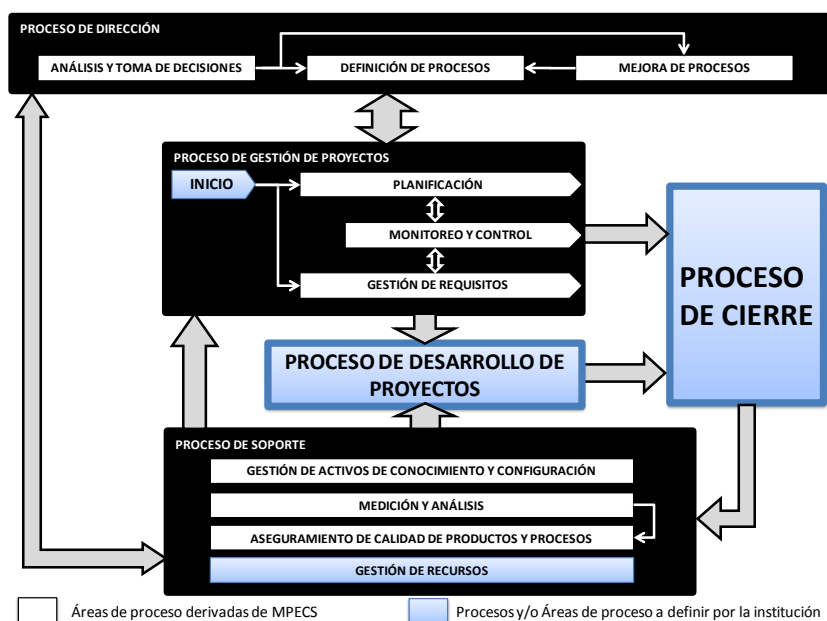 PROCESO DE DIRECCIÓN
ANÁLISIS Y TOMA DE DECISIONES
DEFINICIÓN DE PROCESOS
MEJORA DE PROCESOS
PROCESO DE GESTIÓN DE PROYECTOS
INICIO
PLANIFICACIÓN
MONITOREO Y CONTROL
GESTIÓN DE REQUISITOS
PROCESO
DE CIERRE
PROCESO DE DESARROLLO DE
PROYECTOS
PROCESO DE SOPORTE
GESTIÓN DE ACTIVOS DE CONOCIMIENTO Y CONFIGURACIÓN
MEDICIÓN Y ANÁLISIS
ASEGURAMIENTO DE CALIDAD DE PRODUCTOS Y PROCESOS
GESTIÓN DE RECURSOS
Áreas de proceso derivadas de MPECS
Procesos y/o Áreas de proceso a definir por la institución